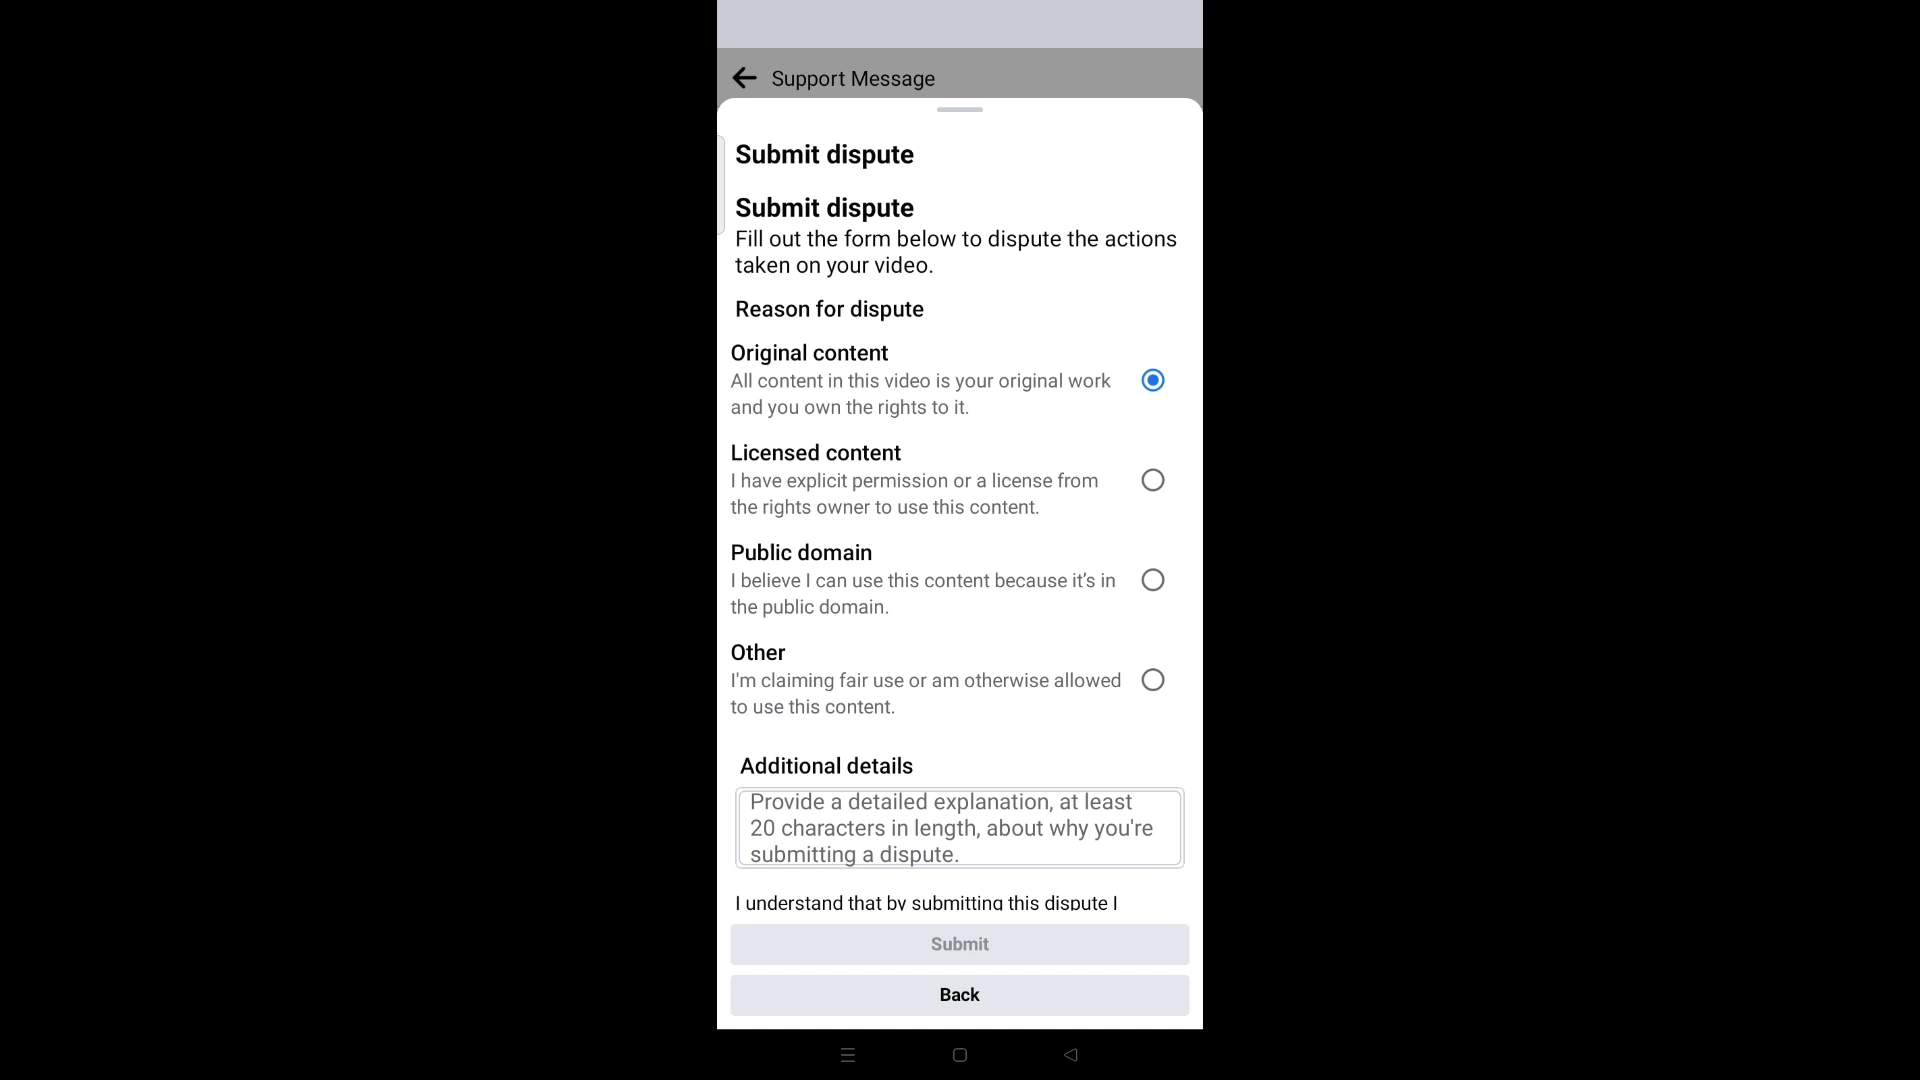 Support Message
Submit dispute
Submit dispute
Fill out the form below to dispute the actions
taken on your video.
Reason for dispute
Original content
All content in this video is your original work
and you own the rights to it.
Licensed content
I have explicit permission or a license from
the rights owner to use this content.
Public domain
I believe I can use this content because it’s in
the public domain.
Other
I'm claiming fair use or am otherwise allowed
to use this content.
Additional details
Provide a detailed explanation, at least
20 characters in length, about why you're
submitting a dispute.
I understand that by submitting this dispute I
Submit
Back